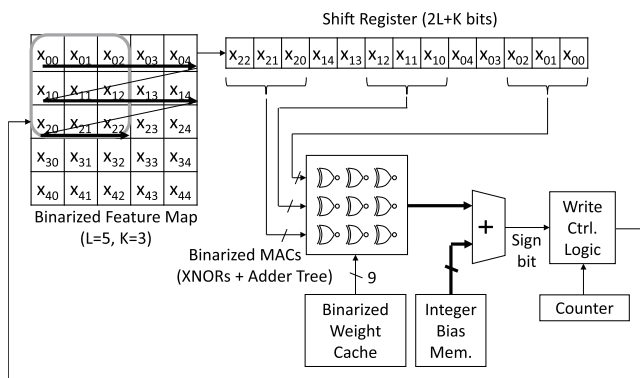 Shift Register (2L+K bits)
x₀₀ x₀₁ x₀₂ x₀₃ x₀₄
x₁₀ x₁₁ x₁₂ x₁₃ x₁₄
x₂₀ x₂₁ x₂₂ x₂₃ x₂₄
x₃₀ x₃₁ x₃₂ x₃₃ x₃₄
x₄₀ x₄₁ x₄₂ x₄₃ x₄₄
x₂₂ x₂₁ x₂₀ x₁₄ x₁₃ x₁₂ x₁₁ x₁₀ x₀₄ x₀₃ x₀₂ x₀₁ x₀₀
Binarized Feature Map
(L=5, K=3)
Binarized MACs
(XNORs + Adder Tree)
9
Binarized
Weight
Cache
Integer
Bias
Mem.
+
Sign
bit
Write
Ctrl.
Logic
Counter